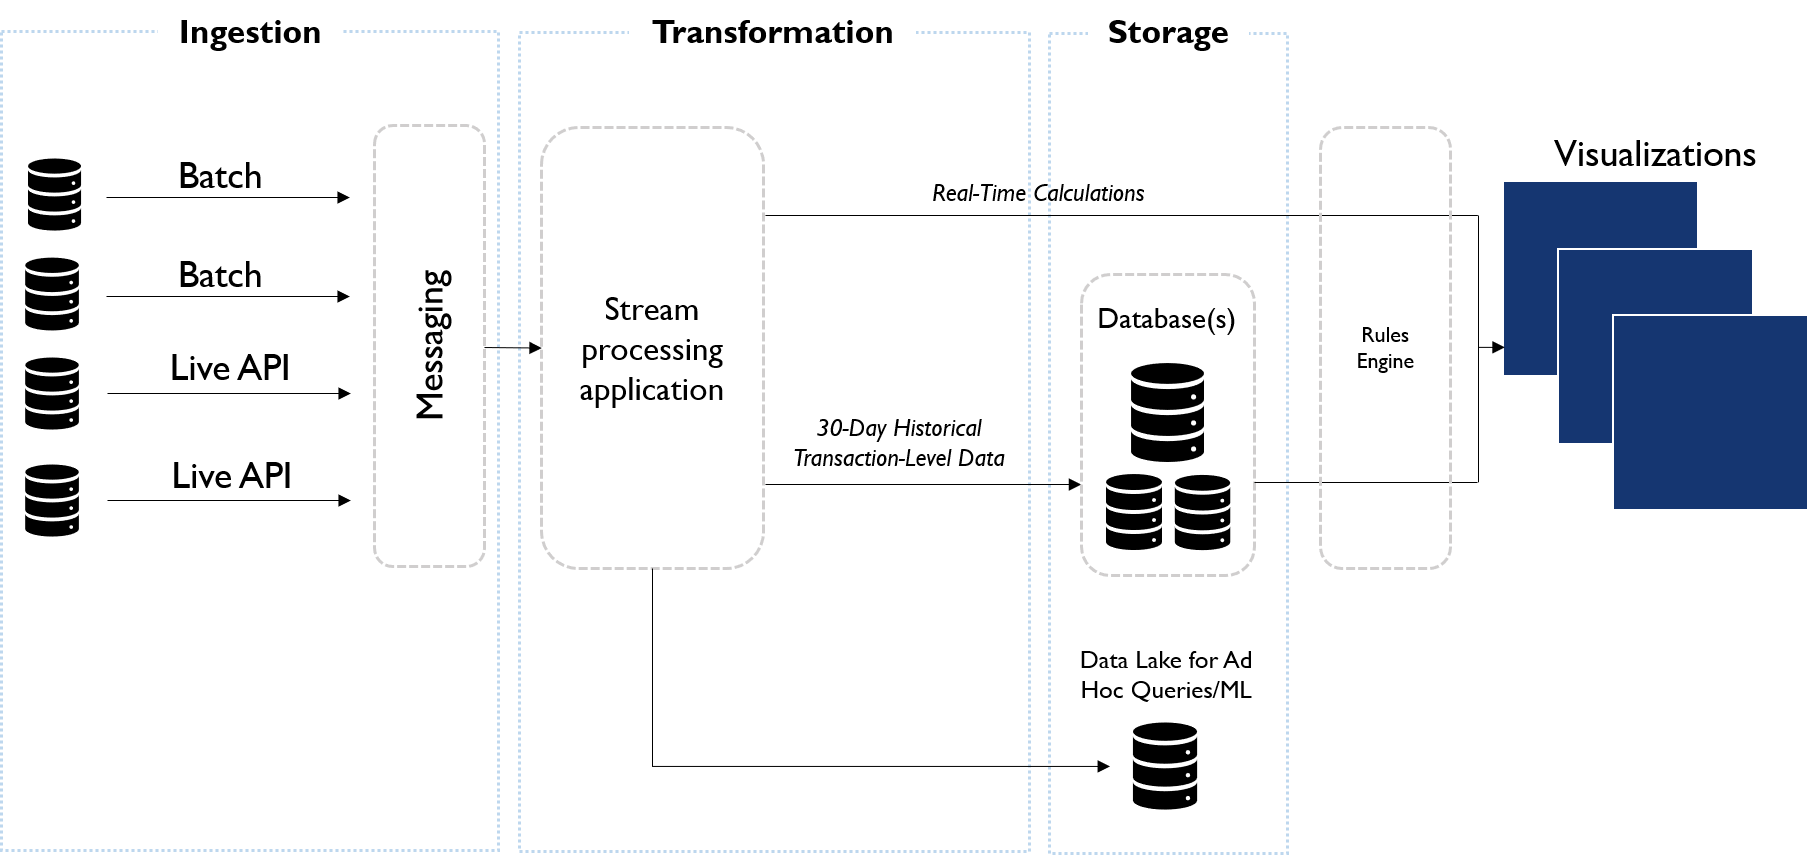 Ingestion
Transformation
Storage
Batch
Batch
Live API
Live API
Messaging
Stream
processing
application
Real-Time Calculations
30-Day Historical
Transaction-Level Data
Database(s)
Data Lake for Ad
Hoc Queries/ML
Rules
Engine
Visualizations